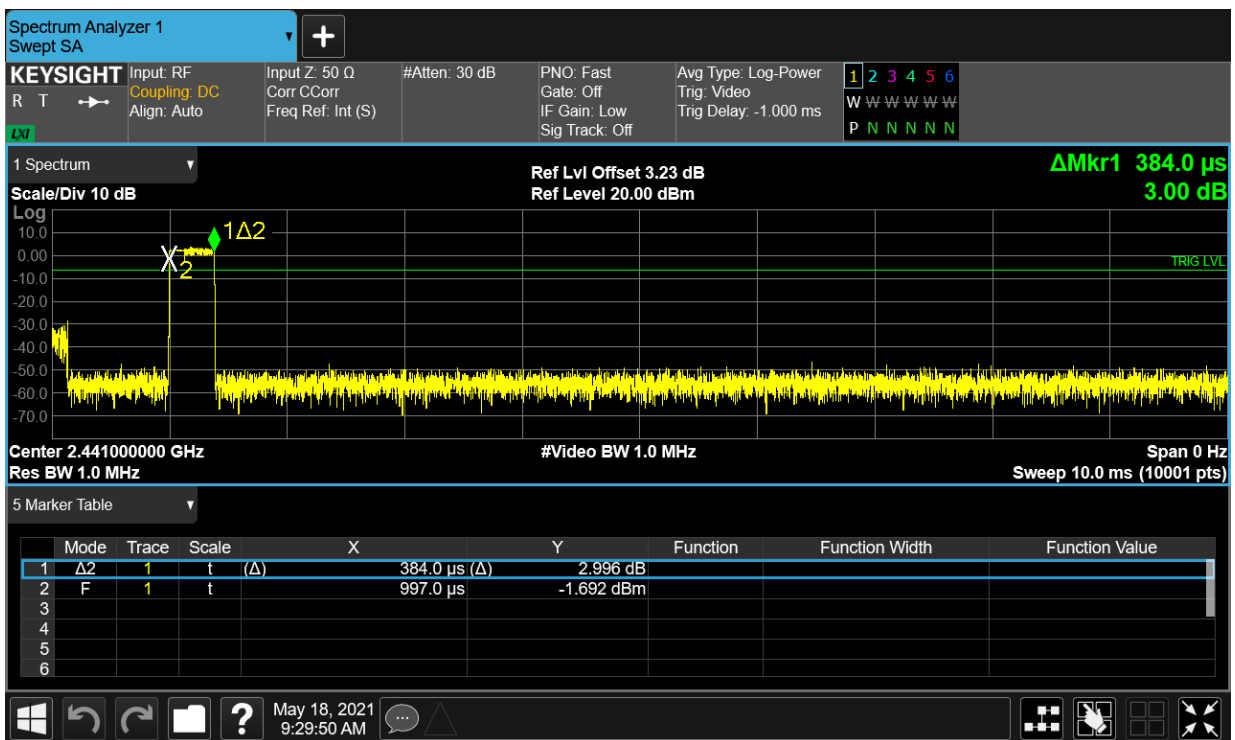 Spectrum Analyzer 1
Swept SA
+
KEYSIGHT
R T
LXI
Input: RF
Coupling: DC
Align: Auto
Input Z: 50 Ω
Corr CCorr
Freq Ref: Int (S)
#Atten: 30 dB
PNO: Fast
Gate: Off
IF Gain: Low
Sig Track: Off
Avg Type: Log-Power
Trig: Video
Trig Delay: -1.000 ms
1 2 3 4 5 6
W W W W W W
P N N N N N
1 Spectrum
Scale/Div 10 dB
Ref Lvl Offset 3.23 dB
Ref Level 20.00 dBm
ΔMkr1 384.0 µs
3.00 dB
Log
10.0
0.00
-10.0
-20.0
-30.0
-40.0
-50.0
-60.0
-70.0
1Δ2
X2
TRIG LVL
Center 2.441000000 GHz
Res BW 1.0 MHz
#Video BW 1.0 MHz
Span 0 Hz
Sweep 10.0 ms (10001 pts)
5 Marker Table
Mode Trace Scale X Y Function Function Width Function Value
1 Δ2 1 t (Δ) 384.0 µs (Δ) 2.996 dB
2 F 1 t 997.0 µs -1.692 dBm
3
4
5
6
?
May 18, 2021
9:29:50 AM